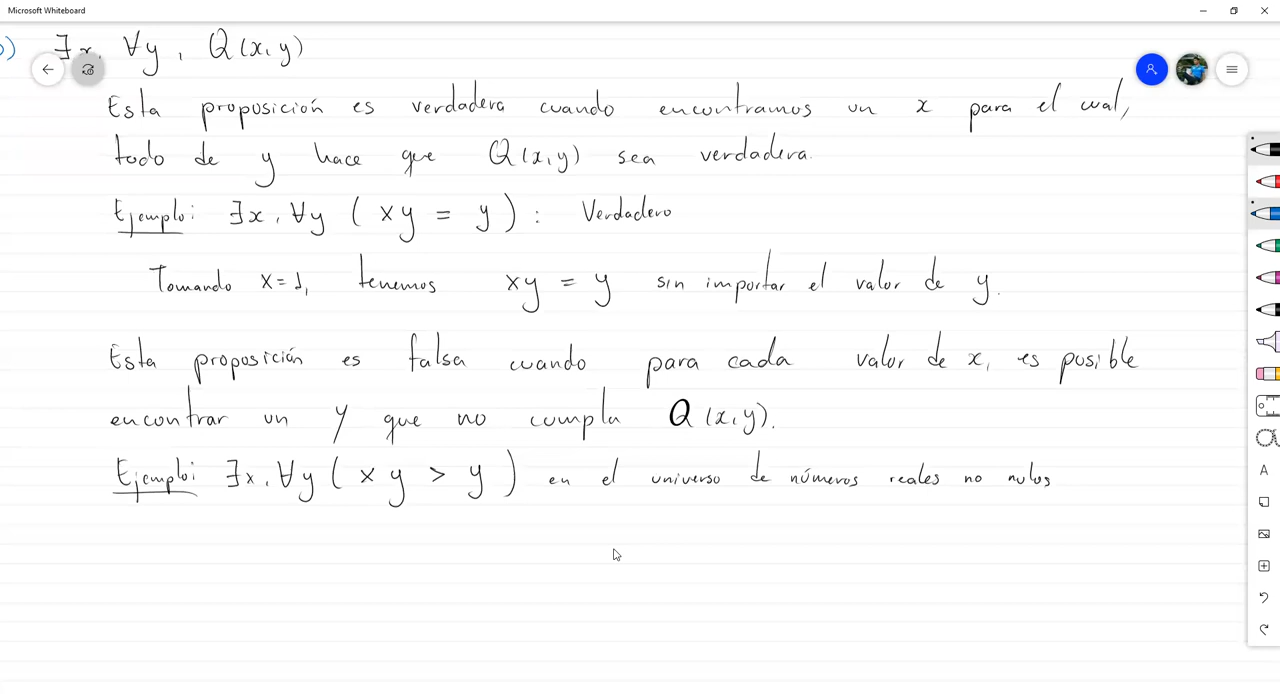 Microsoft Whiteboard
b) ∃x, ∀y, Q(x,y)
Esta proposición es verdadera cuando encontramos un x para el cual,
todo de y hace que Q(x,y) sea verdadera.
Ejemplo: ∃x, ∀y ( xy = y ) : Verdadero
Tomando x=1, tenemos xy = y sin importar el valor de y.
Esta proposición es falsa cuando para cada valor de x, es posible
encontrar un y que no cumpla Q(x,y).
Ejemplo: ∃x, ∀y ( xy > y ) en el universo de números reales no nulos